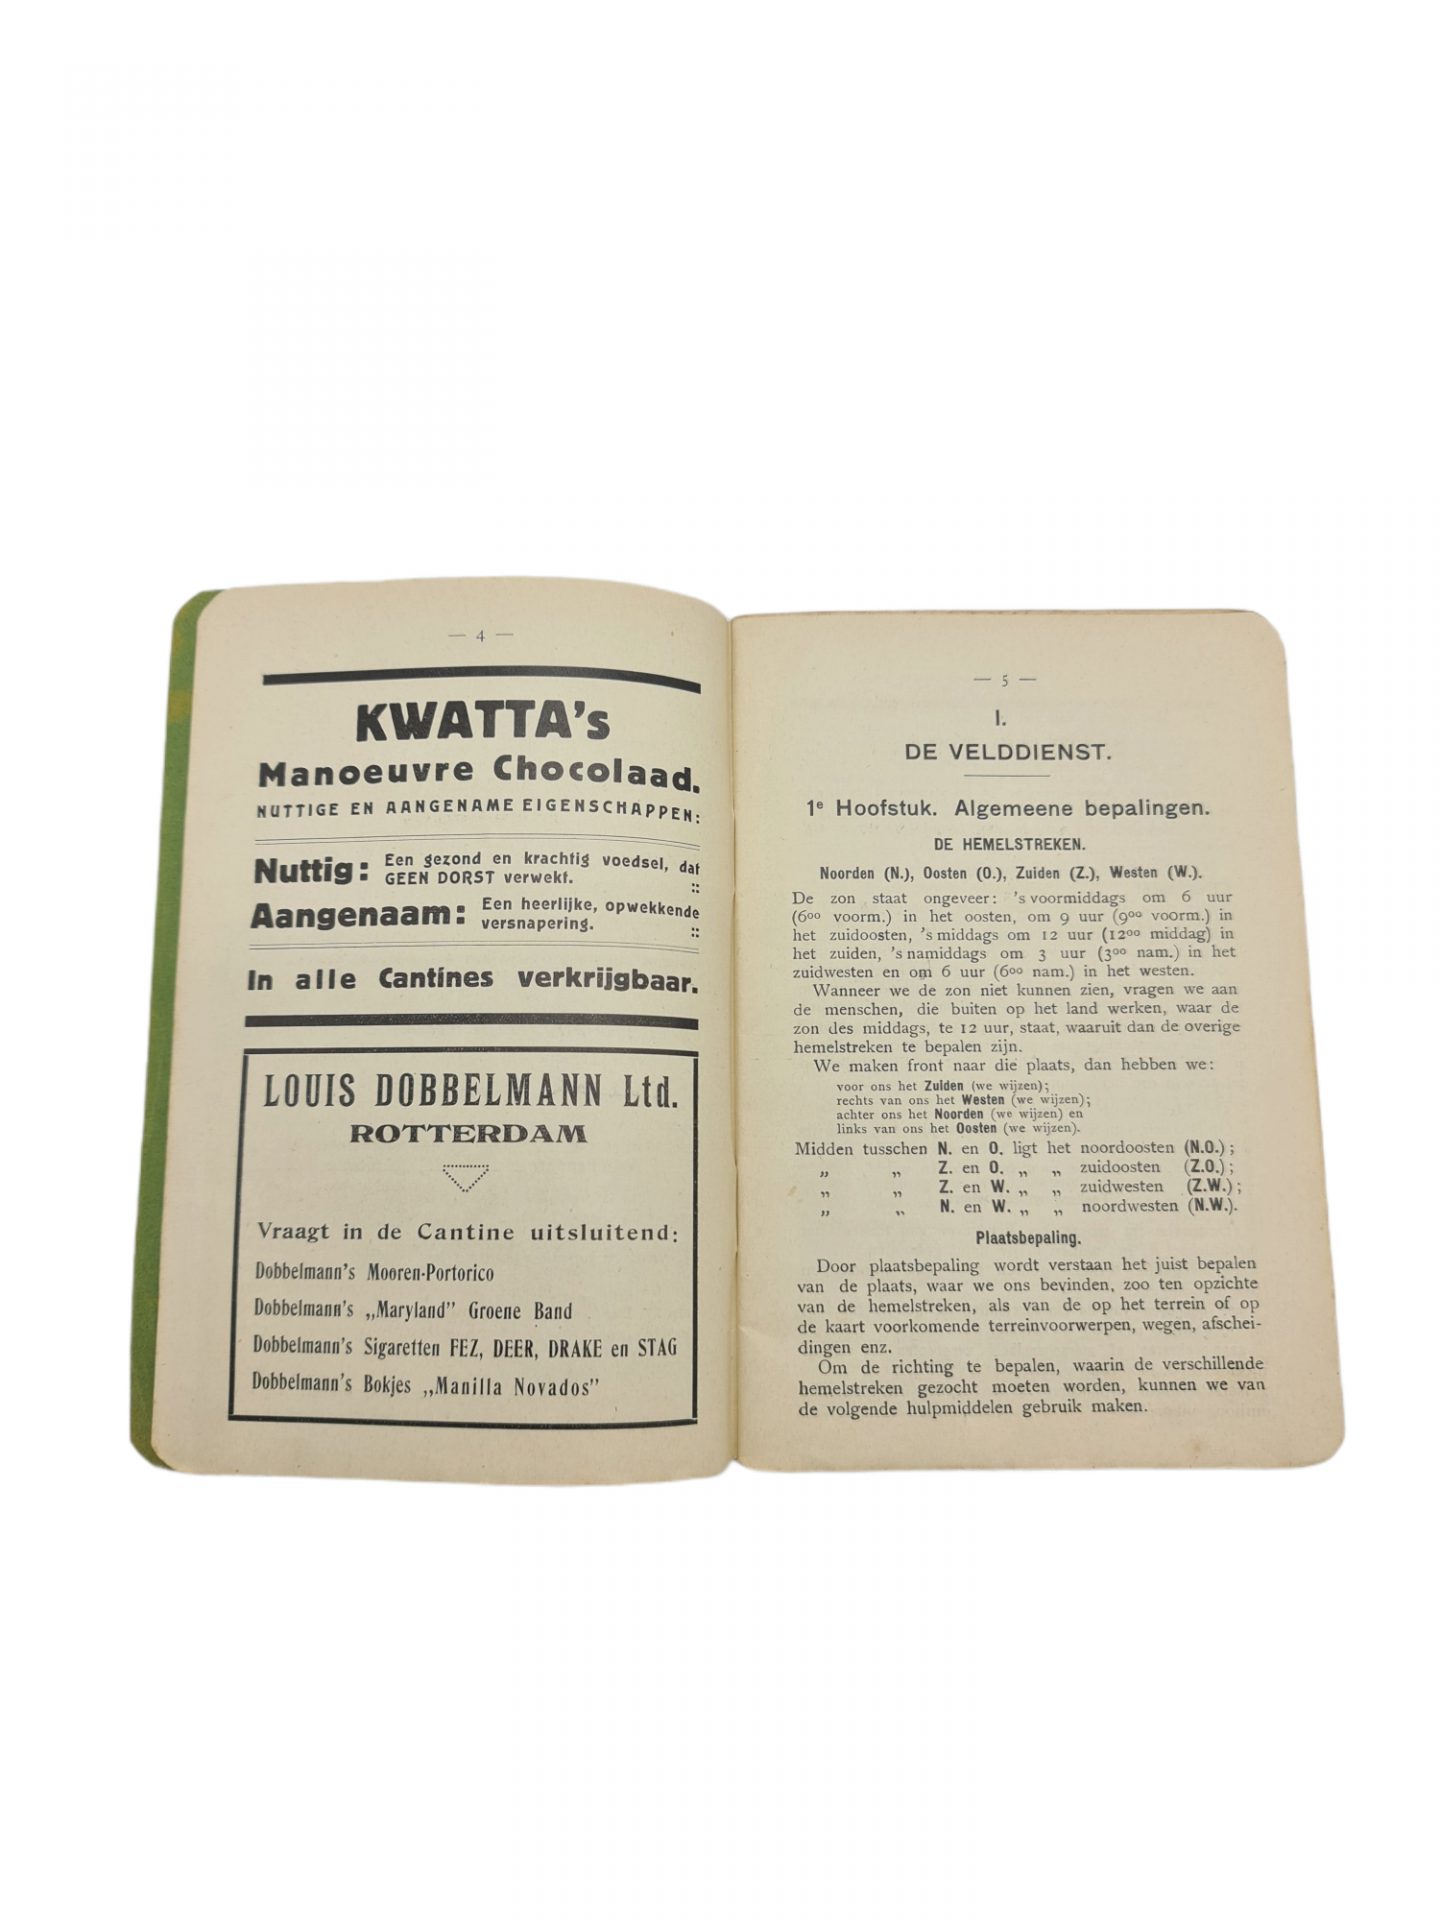 — 4 —
KWATTA's
Manoeuvre Chocolaad.
NUTTIGE EN AANGENAME EIGENSCHAPPEN:
Nuttig: Een gezond en krachtig voedsel, dat
GEEN DORST verwekt. ::
Aangenaam: Een heerlijke, opwekkende
versnapering. ::
In alle Cantines verkrijgbaar.
LOUIS DOBBELMANN Ltd.
ROTTERDAM
Vraagt in de Cantine uitsluitend:
Dobbelmann's Mooren-Portorico
Dobbelmann's „Maryland" Groene Band
Dobbelmann's Sigaretten FEZ, DEER, DRAKE en STAG
Dobbelmann's Bokjes „Manilla Novados"
— 5 —
I.
DE VELDDIENST.
1e Hoofstuk. Algemeene bepalingen.
DE HEMELSTREKEN.
Noorden (N.), Oosten (O.), Zuiden (Z.), Westen (W.).
De zon staat ongeveer: 's voormiddags om 6 uur
(6⁰⁰ voorm.) in het oosten, om 9 uur (9⁰⁰ voorm.) in
het zuidoosten, 's middags om 12 uur (12⁰⁰ middag) in
het zuiden, 's namiddags om 3 uur (3⁰⁰ nam.) in het
zuidwesten en om 6 uur (6⁰⁰ nam.) in het westen.
Wanneer we de zon niet kunnen zien, vragen we aan
de menschen, die buiten op het land werken, waar de
zon des middags, te 12 uur, staat, waaruit dan de overige
hemelstreken te bepalen zijn.
We maken front naar die plaats, dan hebben we:
voor ons het Zuiden (we wijzen);
rechts van ons het Westen (we wijzen);
achter ons het Noorden (we wijzen) en
links van ons het Oosten (we wijzen).
Midden tusschen N. en O. ligt het noordoosten (N.O.);
„ „ Z. en O. „ „ zuidoosten (Z.O.);
„ „ Z. en W. „ „ zuidwesten (Z.W.);
„ „ N. en W. „ „ noordwesten (N.W.).
Plaatsbepaling.
Door plaatsbepaling wordt verstaan het juist bepalen
van de plaats, waar we ons bevinden, zoo ten opzichte
van de hemelstreken, als van de op het terrein of op
de kaart voorkomende terreinvoorwerpen, wegen, afschei-
dingen enz.
Om de richting te bepalen, waarin de verschillende
hemelstreken gezocht moeten worden, kunnen we van
de volgende hulpmiddelen gebruik maken.